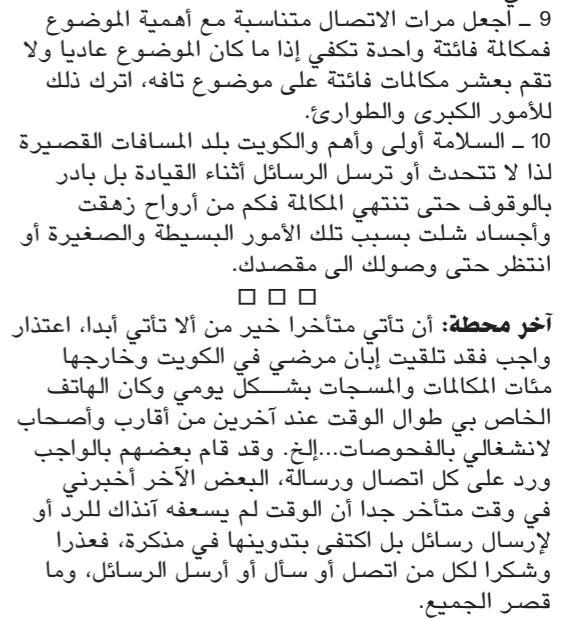 9 ــ أجعل مرات الاتصال متناسبة مع أهمية الموضوع
فمكالمة فائتة واحدة تكفي إذا ما كان الموضوع عاديا ولا
تقم بعشر مكالمات فائتة على موضوع تافه، اترك ذلك
للأمور الكبرى والطوارئ.
10 ــ السلامة أولى وأهم والكويت بلد المسافات القصيرة
لذا لا تتحدث أو ترسل الرسائل أثناء القيادة بل بادر
بالوقوف حتى تنتهي المكالمة فكم من أرواح زهقت
وأجساد شلت بسبب تلك الأمور البسيطة والصغيرة أو
انتظر حتى وصولك الى مقصدك.
□ □ □
آخر محطة: أن تأتي متأخرا خير من ألا تأتي أبدا، اعتذار
واجب فقد تلقيت إبان مرضي في الكويت وخارجها
مئات المكالمات والمسجات بشــــكل يومي وكان الهاتف
الخاص بي طوال الوقت عند آخرين من أقارب وأصحاب
لانشغالي بالفحوصات...إلخ. وقد قام بعضهم بالواجب
ورد على كل اتصال ورسالة، البعض الآخر أخبرني
في وقت متأخر جدا أن الوقت لم يسعفه آنذاك للرد أو
لإرسال رسائل بل اكتفى بتدوينها في مذكرة، فعذرا
وشكرا لكل من اتصل أو سأل أو أرسل الرسائل، وما
قصر الجميع.